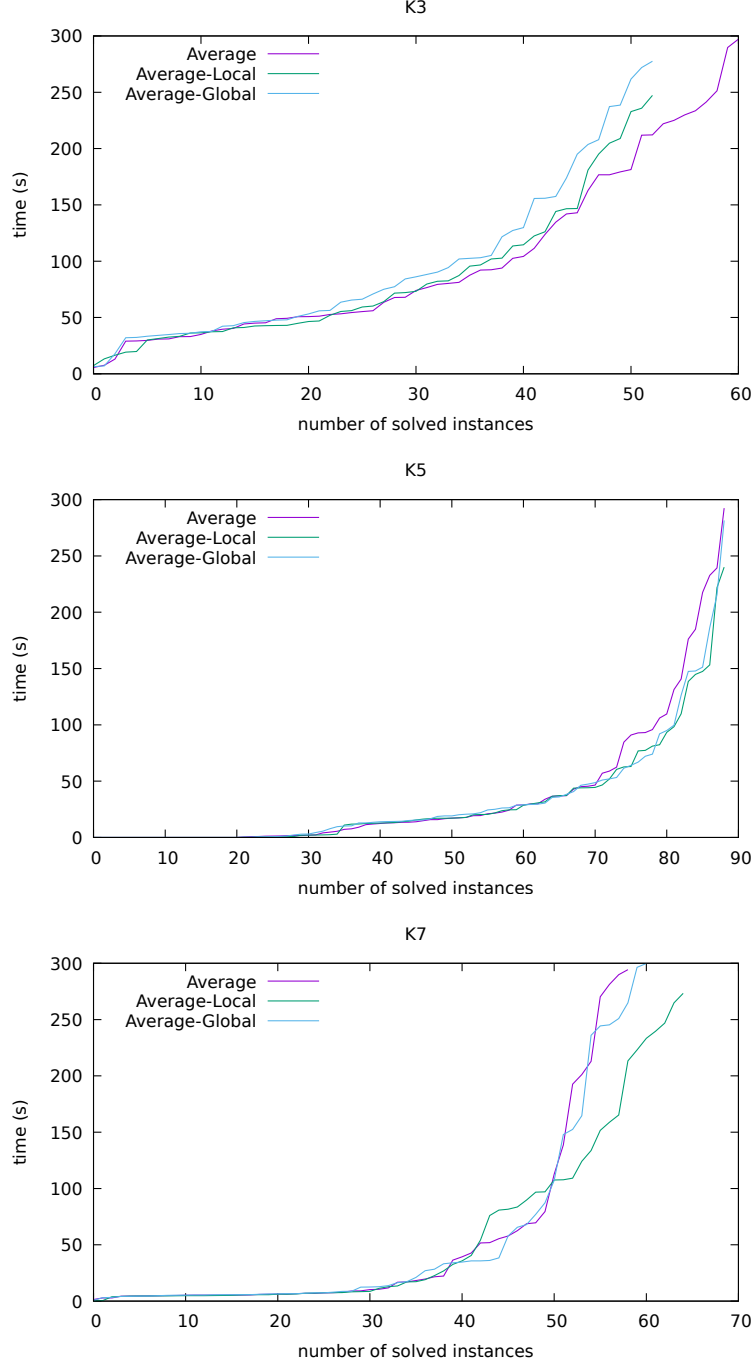 K3
300
250
200
150
100
50
0
time (s)
Average
Average-Local
Average-Global
0 10 20 30 40 50 60
number of solved instances
K5
300
250
200
150
100
50
0
time (s)
Average
Average-Local
Average-Global
0 10 20 30 40 50 60 70 80 90
number of solved instances
K7
300
250
200
150
100
50
0
time (s)
Average
Average-Local
Average-Global
0 10 20 30 40 50 60 70
number of solved instances